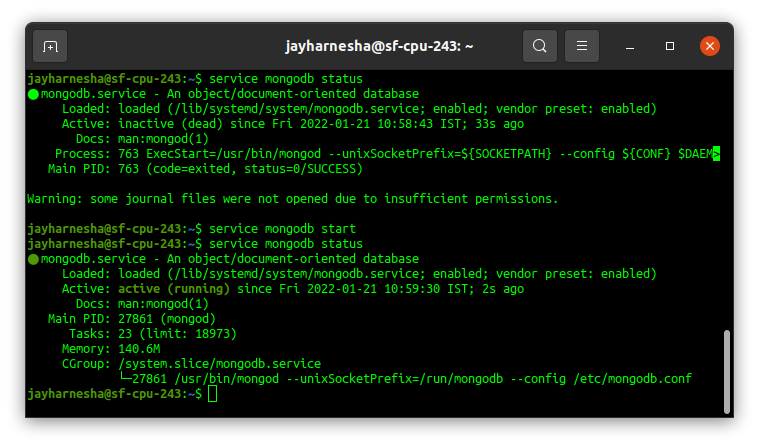 jayharnesha@sf-cpu-243: ~
jayharnesha@sf-cpu-243:~$ service mongodb status
● mongodb.service - An object/document-oriented database
     Loaded: loaded (/lib/systemd/system/mongodb.service; enabled; vendor preset: enabled)
     Active: inactive (dead) since Fri 2022-01-21 10:58:43 IST; 33s ago
       Docs: man:mongod(1)
    Process: 763 ExecStart=/usr/bin/mongod --unixSocketPrefix=${SOCKETPATH} --config ${CONF} $DAEM>
   Main PID: 763 (code=exited, status=0/SUCCESS)
Warning: some journal files were not opened due to insufficient permissions.
jayharnesha@sf-cpu-243:~$ service mongodb start
jayharnesha@sf-cpu-243:~$ service mongodb status
● mongodb.service - An object/document-oriented database
     Loaded: loaded (/lib/systemd/system/mongodb.service; enabled; vendor preset: enabled)
     Active: active (running) since Fri 2022-01-21 10:59:30 IST; 2s ago
       Docs: man:mongod(1)
   Main PID: 27861 (mongod)
      Tasks: 23 (limit: 18973)
     Memory: 140.6M
     CGroup: /system.slice/mongodb.service
             └─27861 /usr/bin/mongod --unixSocketPrefix=/run/mongodb --config /etc/mongodb.conf
jayharnesha@sf-cpu-243:~$